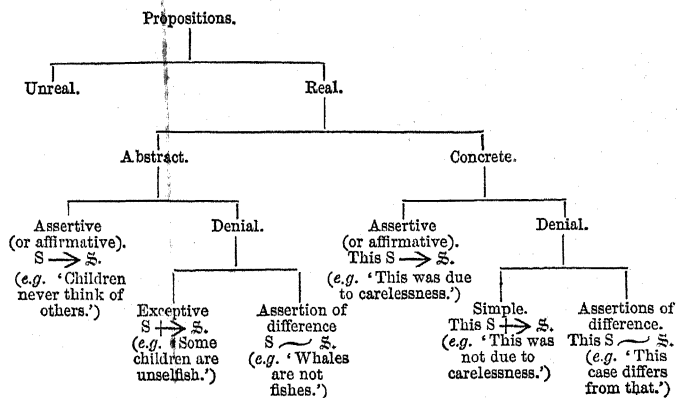 Propositions.
Unreal.
Real.
Abstract.
Concrete.
Assertive
(or affirmative).
S → S.
(e.g. ‘Children
never think of
others.’)
Denial.
Exceptive
S ⇸ S.
(e.g. ‘Some
children are
unselfish.’)
Assertion of
difference
S ∼ S.
(e.g. ‘Whales
are not
fishes.’)
Assertive
(or affirmative).
This S → S.
(e.g. ‘This was due
to carelessness.’)
Denial.
Simple.
This S ⇸ S.
(e.g. ‘This was
not due to
carelessness.’)
Assertions of
difference.
This S ∼ S.
(e.g. ‘This
case differs
from that.’)